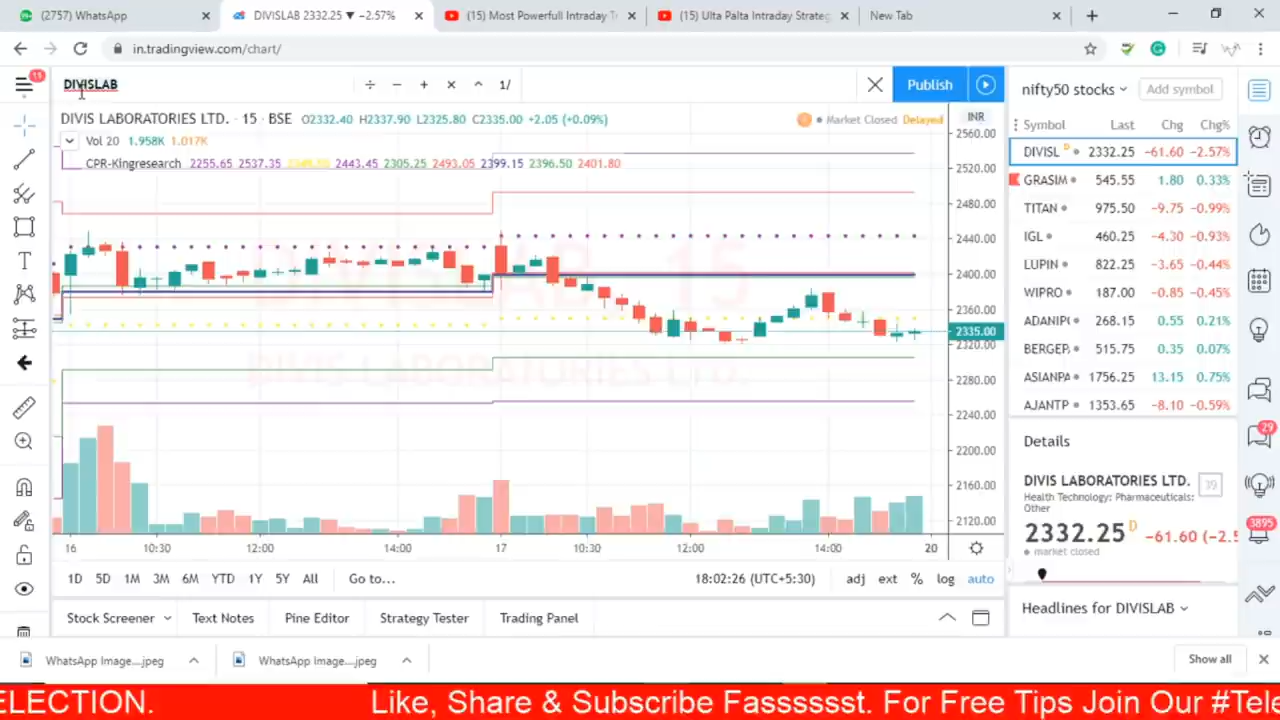 (2757) WhatsApp
DIVISLAB 2332.25 ▼ −2.57%
(15) Most Powerfull Intraday T
(15) Ulta Palta Intraday Strateg
New Tab
in.tradingview.com/chart/
11
DIVISLAB
÷ − + × ^ 1/
Publish
nifty50 stocks
Add symbol
DIVIS LABORATORIES LTD. · 15 · BSE O2332.40 H2337.90 L2325.80 C2335.00 +2.05 (+0.09%)
Market Closed Delayed
INR
Vol 20 1.958K 1.017K
CPR-Kingresearch 2255.65 2537.35 2443.45 2305.25 2493.05 2399.15 2396.50 2401.80
2560.00
2520.00
2480.00
2440.00
2400.00
2360.00
2335.00
2320.00
2280.00
2240.00
2200.00
2160.00
2120.00
DIVISLAB, 15
DIVIS LABORATORIES LTD.
16 10:30 12:00 14:00 17 10:30 12:00 14:00 20
Symbol Last Chg Chg%
DIVISL D 2332.25 −61.60 −2.57%
GRASIM 545.55 1.80 0.33%
TITAN 975.50 −9.75 −0.99%
IGL 460.25 −4.30 −0.93%
LUPIN 822.25 −3.65 −0.44%
WIPRO 187.00 −0.85 −0.45%
ADANIP 268.15 0.55 0.21%
BERGEP 515.75 0.35 0.07%
ASIANPA 1756.25 13.15 0.75%
AJANTP 1353.65 −8.10 −0.59%
Details
DIVIS LABORATORIES LTD.
39
Health Technology: Pharmaceuticals:
Other
2332.25 D −61.60 (−2.5
market closed
Headlines for DIVISLAB
29
3895
1D 5D 1M 3M 6M YTD 1Y 5Y All Go to... 18:02:26 (UTC+5:30) adj ext % log auto
Stock Screener Text Notes Pine Editor Strategy Tester Trading Panel
WhatsApp Image....jpeg
WhatsApp Image....jpeg
Show all
ELECTION. Like, Share & Subscribe Fasssssst. For Free Tips Join Our #Tele